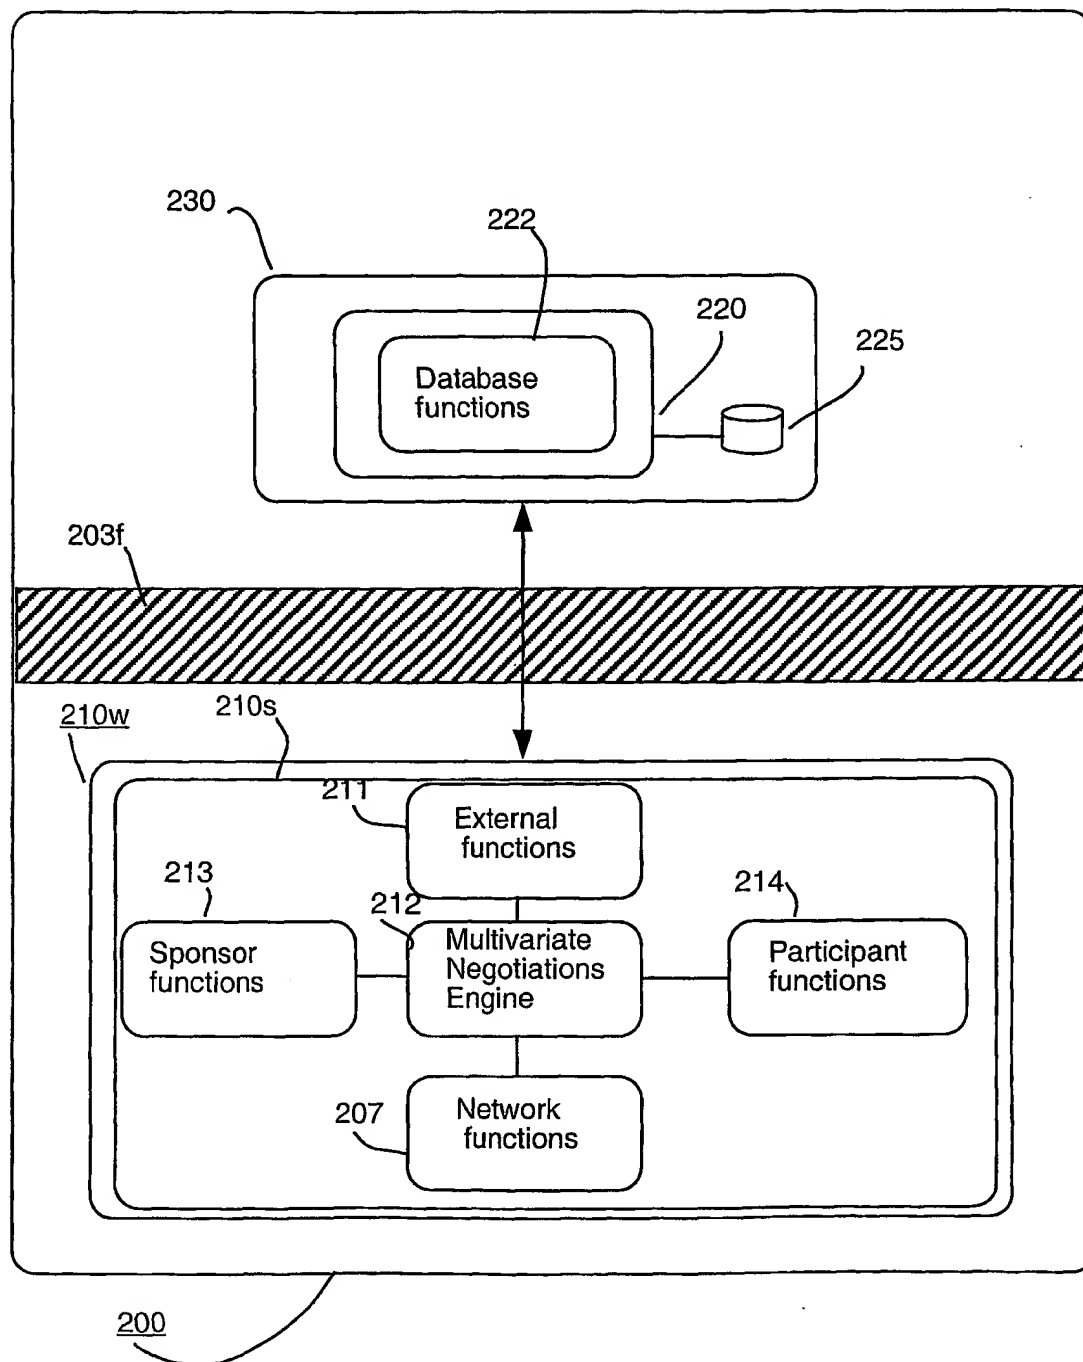 230
222
220
225
Database
functions
203f
210w
210s
211
External
functions
213
212
214
Sponsor
functions
Multivariate
Negotiations
Engine
Participant
functions
207
Network
functions
200